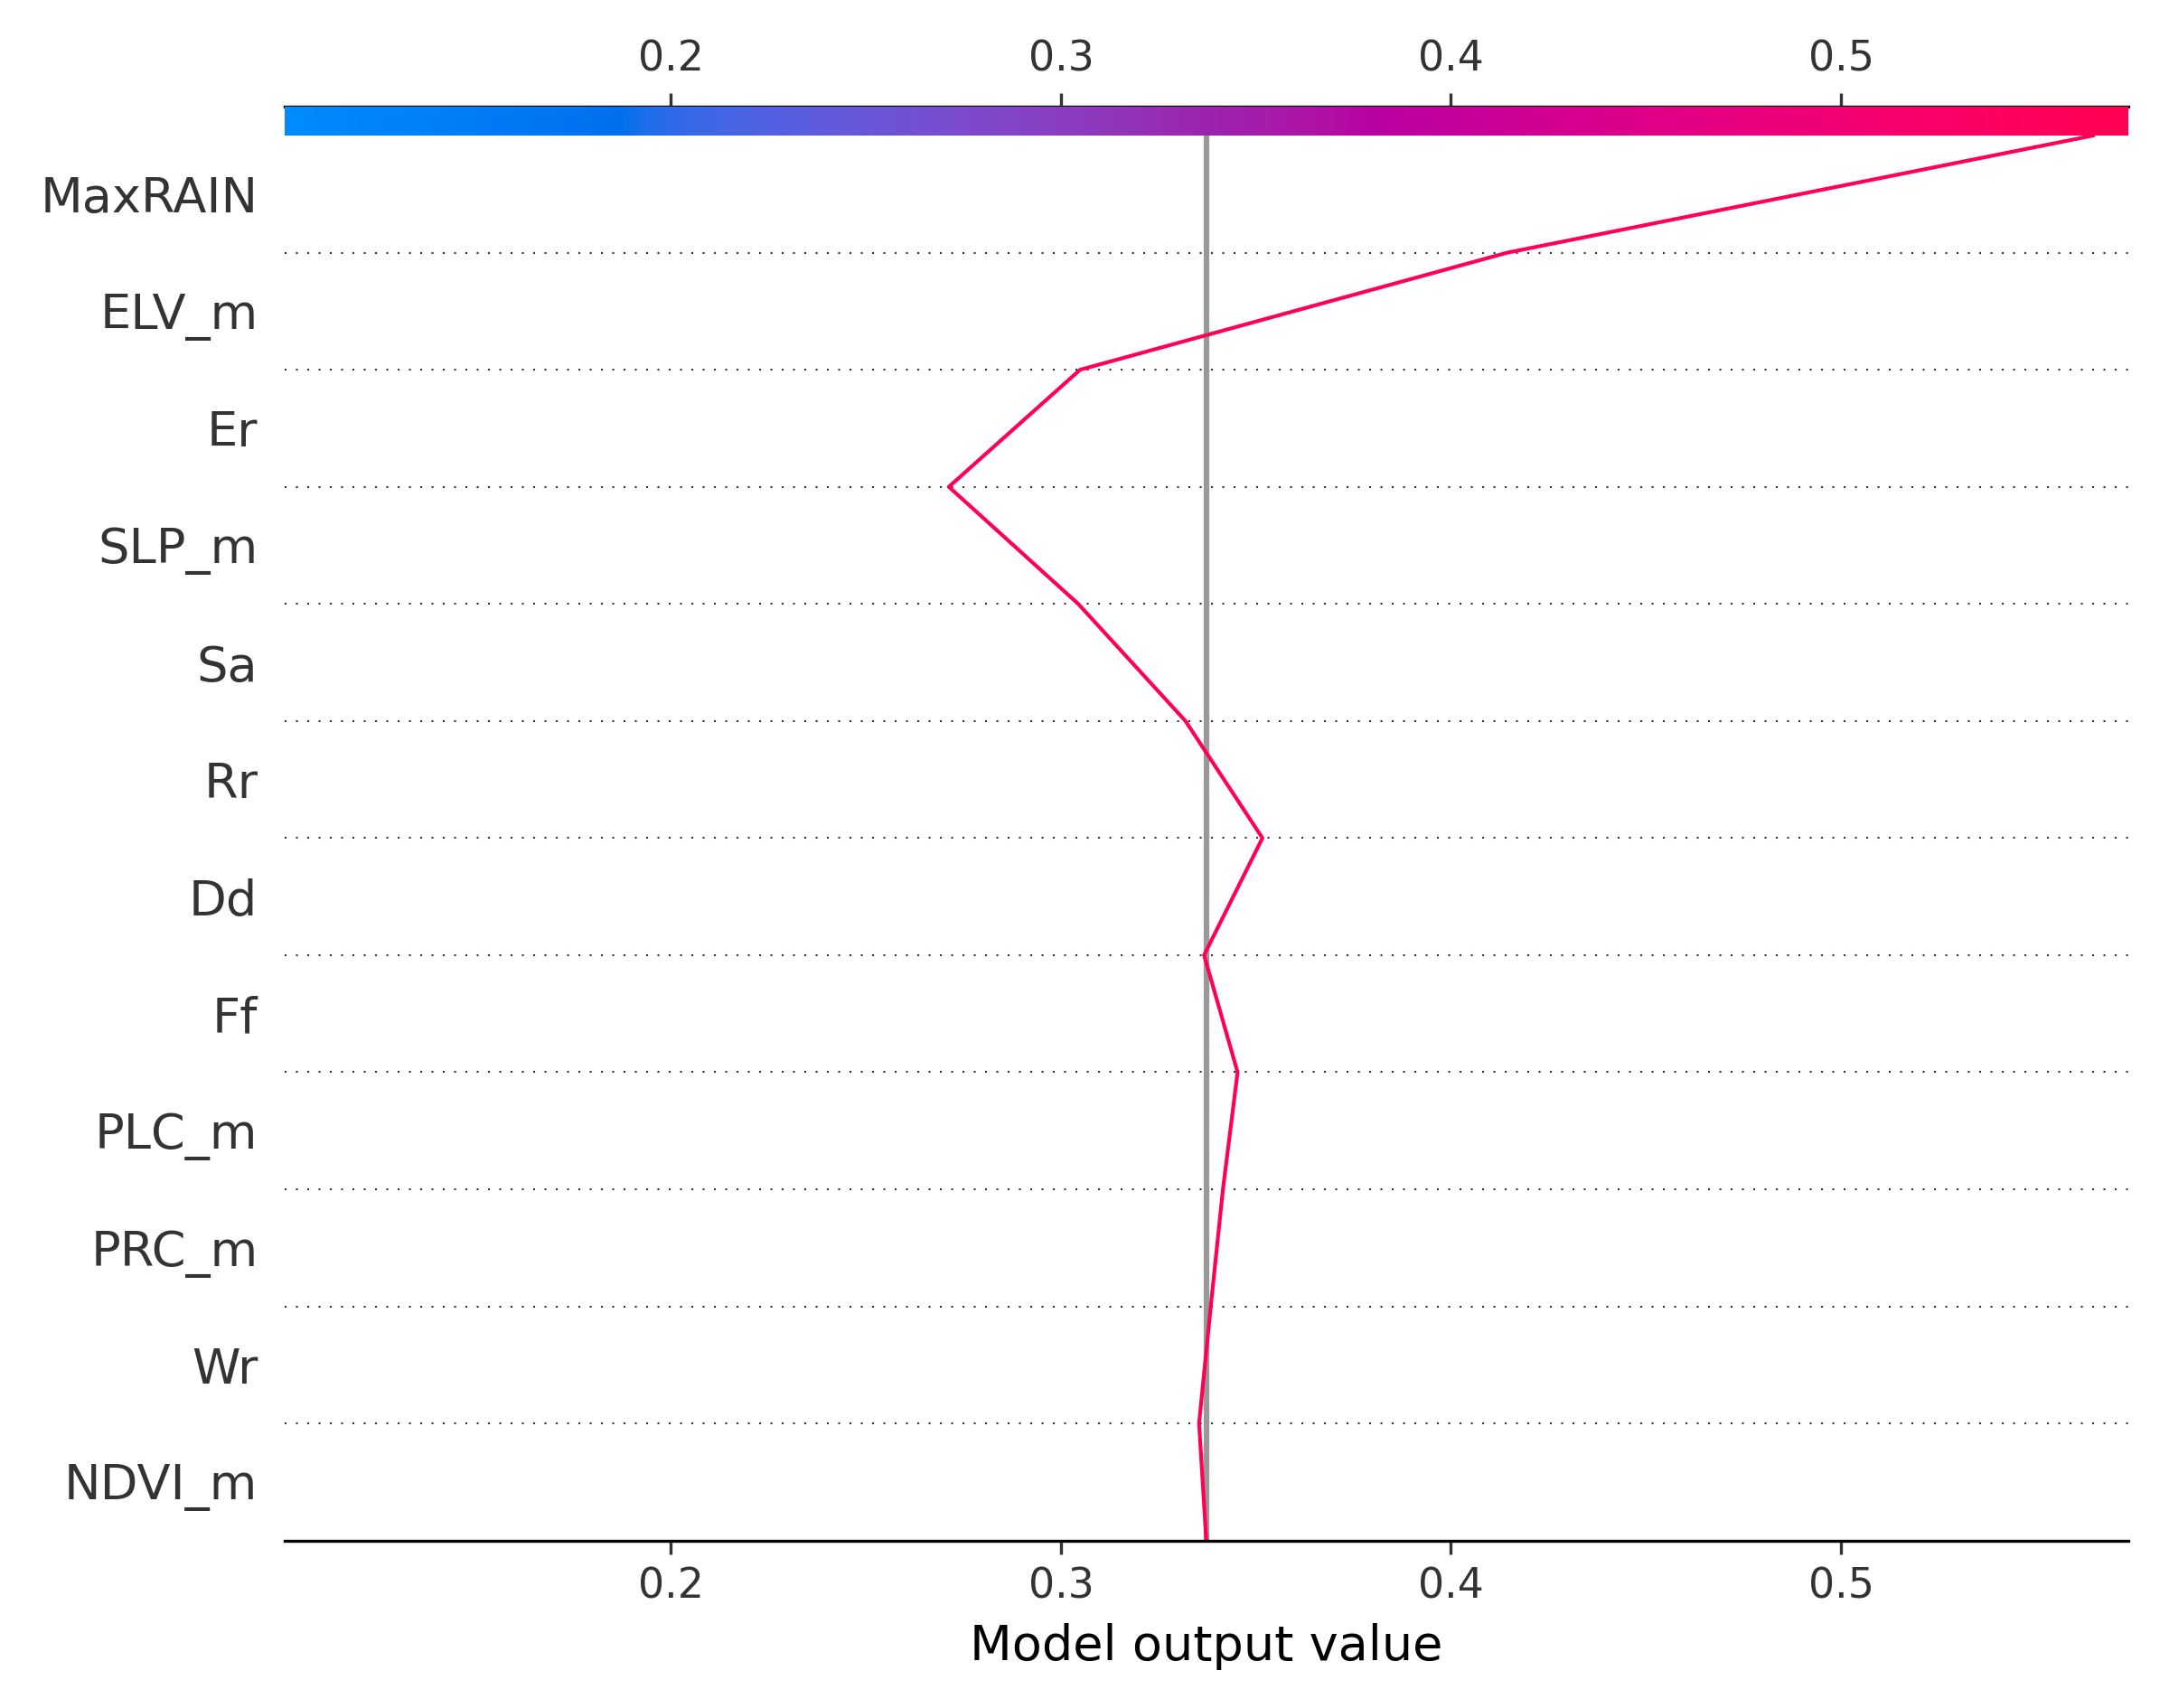 0.2 0.3 0.4 0.5
MaxRAIN
ELV_m
Er
SLP_m
Sa
Rr
Dd
Ff
PLC_m
PRC_m
Wr
NDVI_m
0.2 0.3 0.4 0.5
Model output value